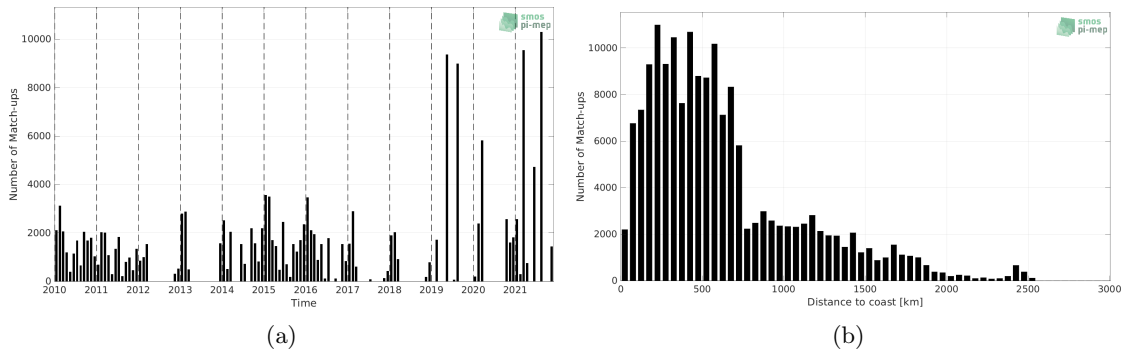 smos
pi-mep
10000
8000
6000
4000
2000
0
Number of Match-ups
2010 2011 2012 2013 2014 2015 2016 2017 2018 2019 2020 2021
Time
(a)
smos
pi-mep
10000
8000
6000
4000
2000
0
Number of Match-ups
0 500 1000 1500 2000 2500 3000
Distance to coast [km]
(b)